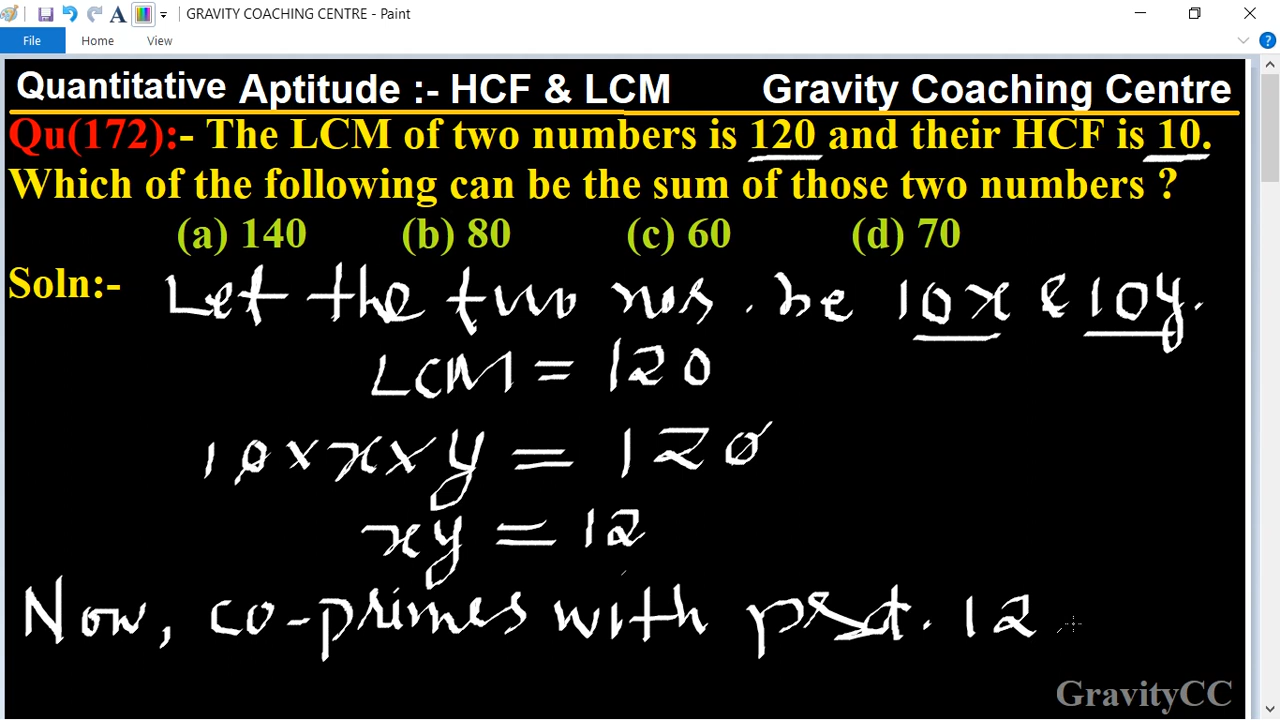 GRAVITY COACHING CENTRE - Paint
File Home View
Quantitative Aptitude :- HCF & LCM Gravity Coaching Centre
Qu(172):- The LCM of two numbers is 120 and their HCF is 10.
Which of the following can be the sum of those two numbers ?
(a) 140 (b) 80 (c) 60 (d) 70
Soln:- Let the two nos. be 10x & 10y.
LCM = 120
10 × x × y = 120
xy = 12
Now, co-primes with prdt. 12
GravityCC